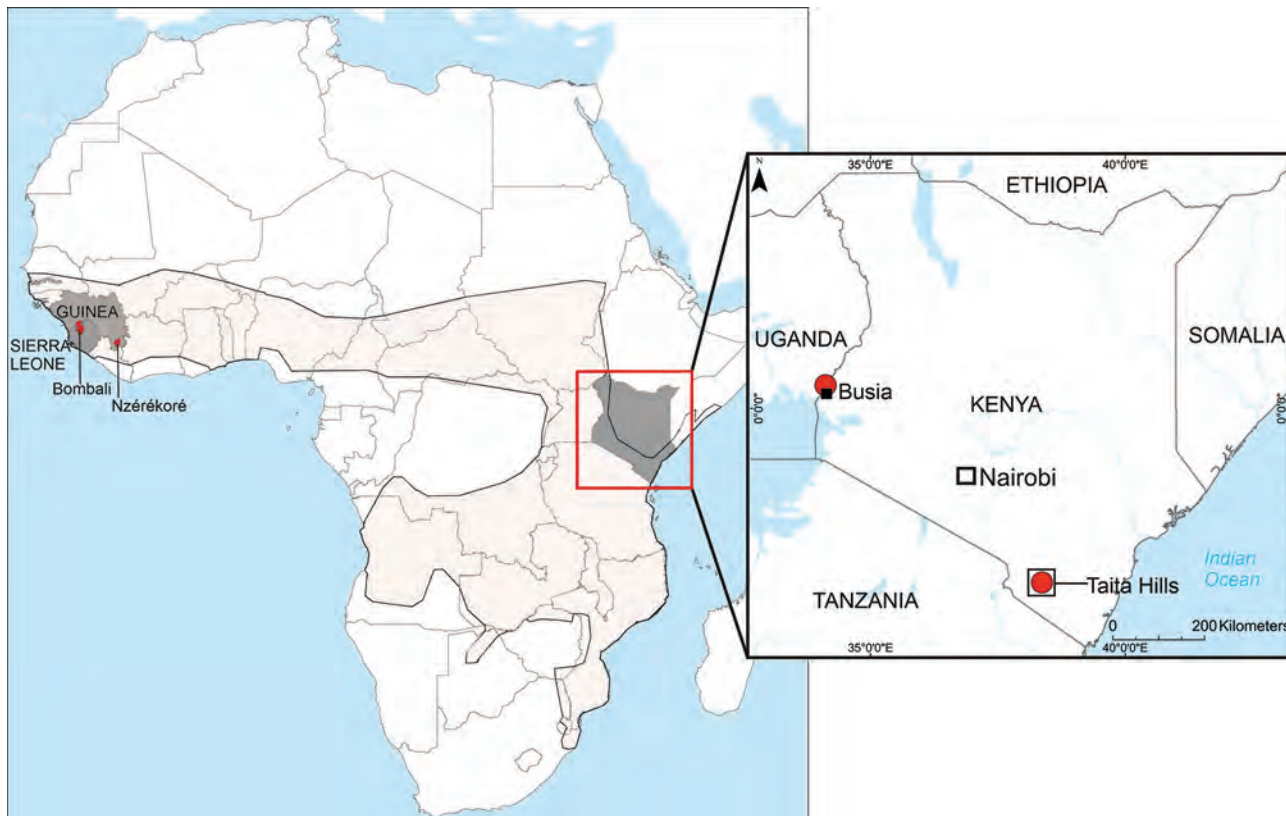 GUINEA
SIERRA
LEONE
Bombali
Nzérékoré
N
35°0'0"E
40°0'0"E
ETHIOPIA
UGANDA
SOMALIA
Busia
KENYA
0°0'0"
0°0'0"
Nairobi
Indian
Ocean
Taita Hills
TANZANIA
0
200 Kilometers
35°0'0"E
40°0'0"E